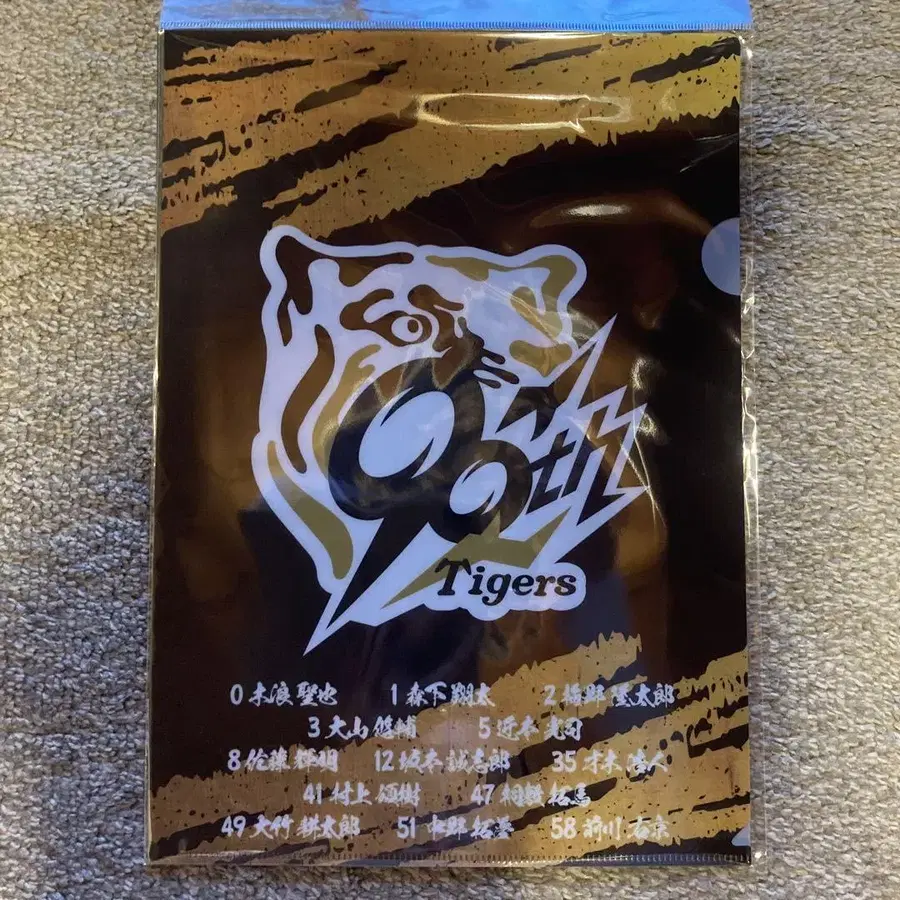 90th
Tigers
0 木浪 聖也 1 森下 翔太 2 梅野 隆太郎
3 大山 悠輔 5 近本 光司
8 佐藤 輝明 12 坂本 誠志郎 35 才木 浩人
41 村上 頌樹 47 桐敷 拓馬
49 大竹 耕太郎 51 中野 拓夢 58 前川 右京